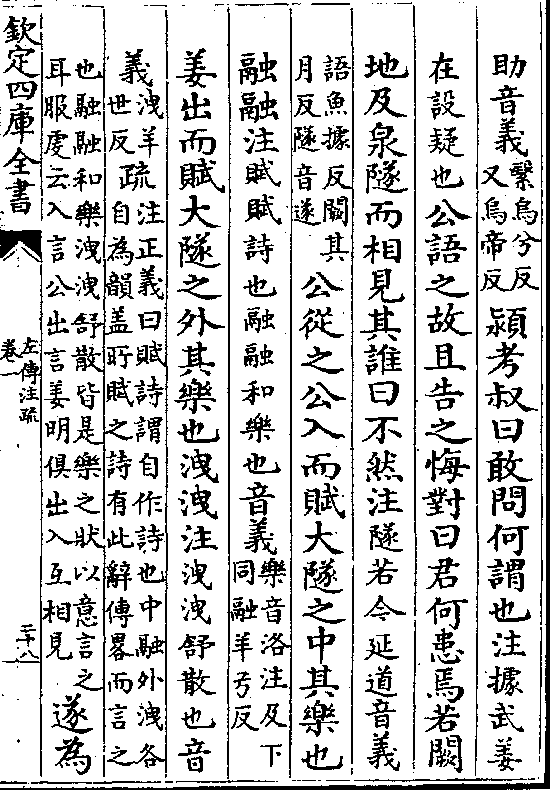 助音義繄烏兮反
又烏帝反
潁考叔曰敢問何謂也注據武姜
在設疑也公語之故且告之悔對曰君何患焉若闕
地及泉隧而相見其誰曰不然注隧若今延道音義
語魚據反闕其
月反隧音遂
公從之公入而賦大隧之中其樂也
融融注賦賦詩也融融和樂也音義樂音洛注及下
同融羊弓反
姜出而賦大隧之外其樂也洩洩注洩洩舒散也音
義洩羊
世反
疏注正義曰賦詩謂自作詩也中融外洩各
自為韻盖所賦之詩有此辭傳畧而言之
也融融和樂洩洩舒散皆是樂之狀以意言之
耳服虔云入言公出言姜明俱出入互相見
遂為
欽定四庫全書
左傳注疏
卷一
二十八